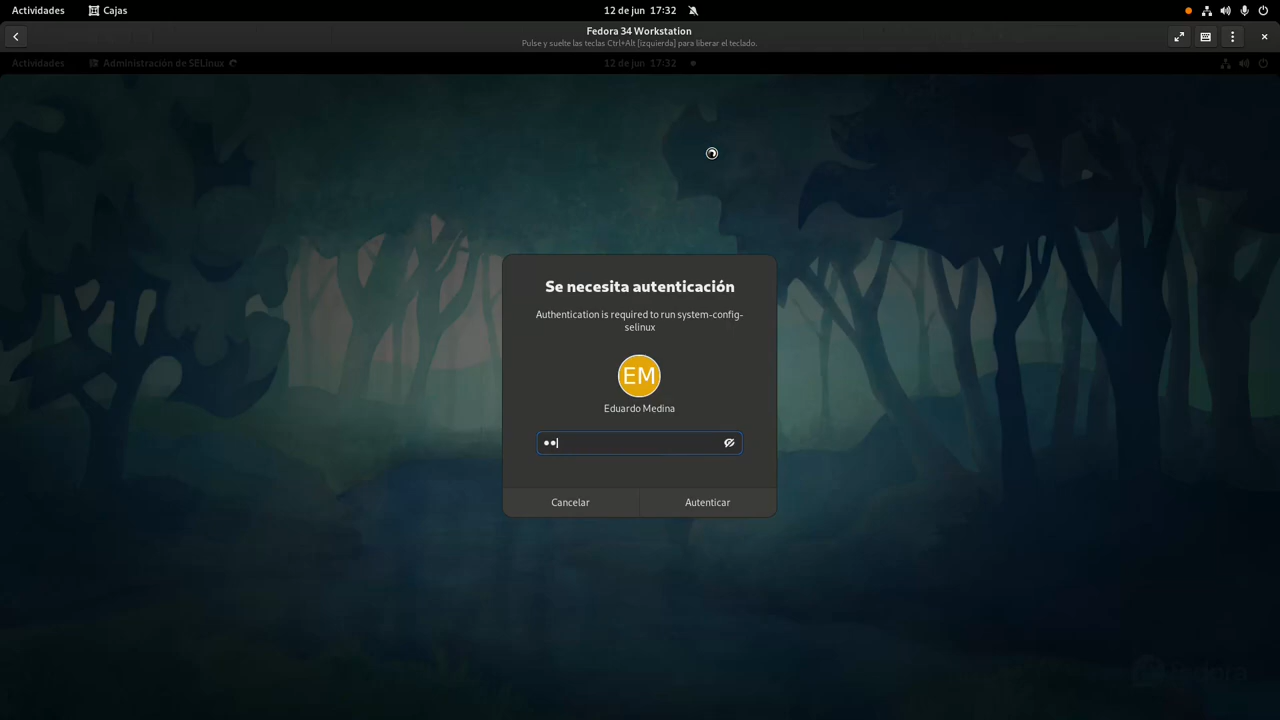 Actividades Cajas 12 de jun 17:32
Fedora 34 Workstation
Pulse y suelte las teclas Ctrl+Alt [izquierda] para liberar el teclado.
Actividades Administración de SELinux 12 de jun 17:32
Se necesita autenticación
Authentication is required to run system-config-
selinux
EM
Eduardo Medina
Cancelar Autenticar
fedora